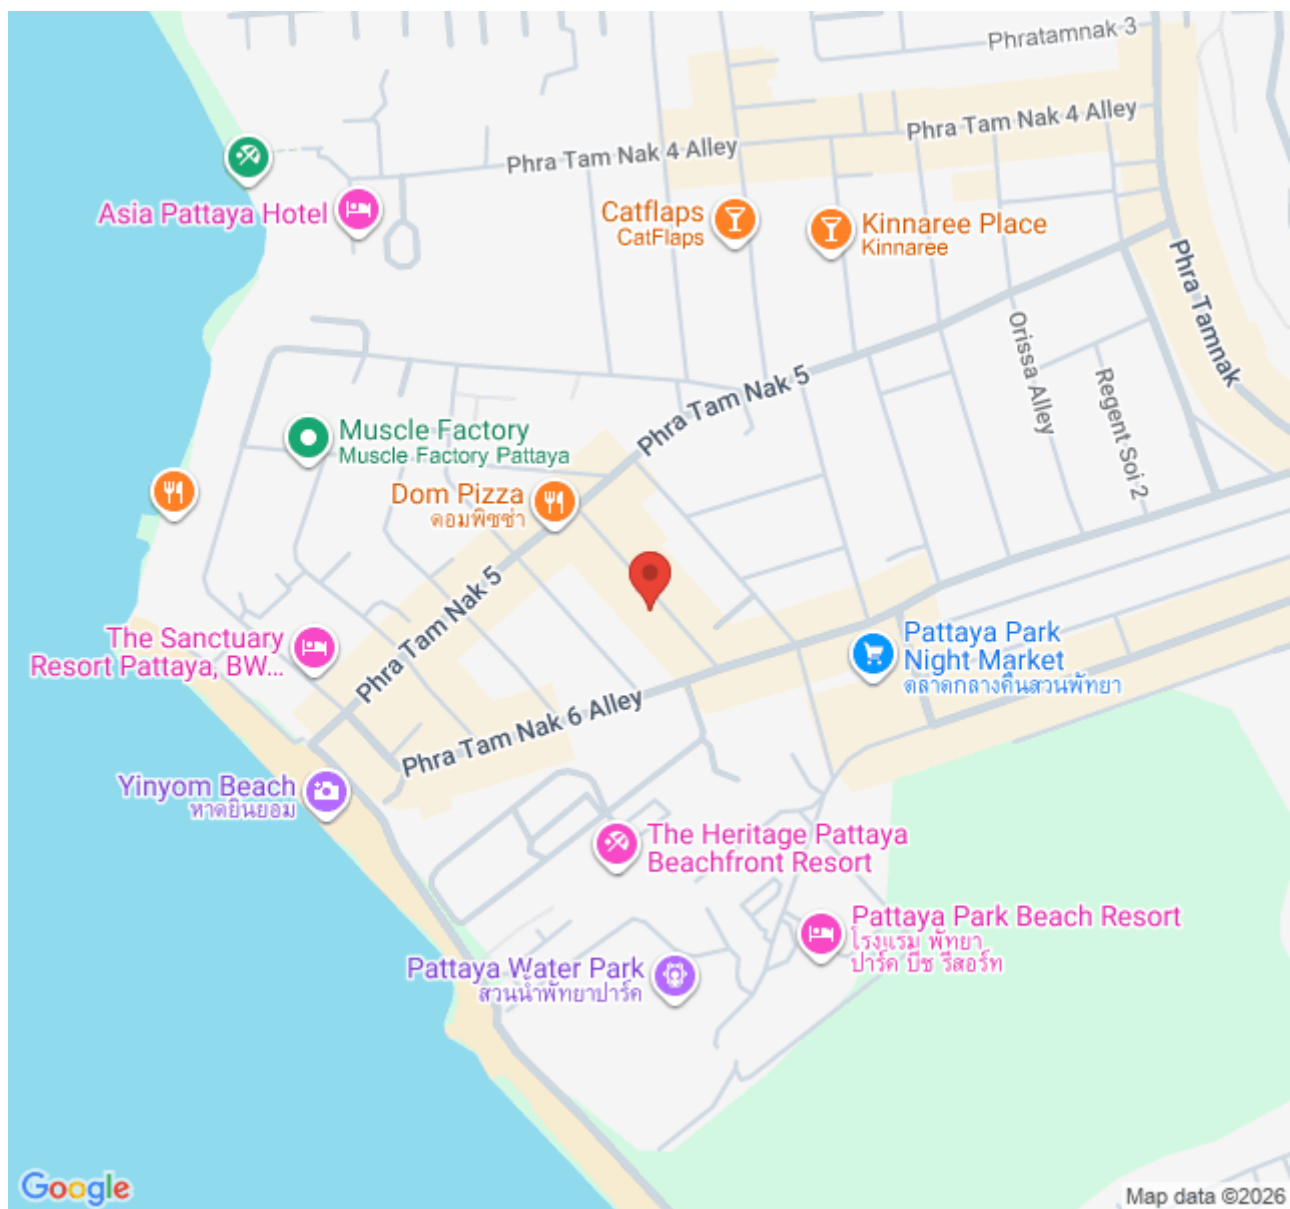 Phratamnak 3
Phra Tam Nak 4 Alley
Phra Tam Nak 4 Alley
Asia Pattaya Hotel
Catflaps
CatFlaps
Kinnaree Place
Kinnaree
Phra Tamnak
Orissa Alley
Regent Soi 2
Phra Tam Nak 5
Muscle Factory
Muscle Factory Pattaya
Dom Pizza
ดอมพิซซ่า
Phra Tam Nak 5
The Sanctuary
Resort Pattaya, BW...
Pattaya Park
Night Market
ตลาดกลางคืนสวนพัทยา
Phra Tam Nak 6 Alley
Yinyom Beach
หาดยินยอม
The Heritage Pattaya
Beachfront Resort
Pattaya Park Beach Resort
โรงแรม พัทยา
ปาร์ค บีช รีสอร์ท
Pattaya Water Park
สวนน้ำพัทยาปาร์ค
Google
Map data ©2026